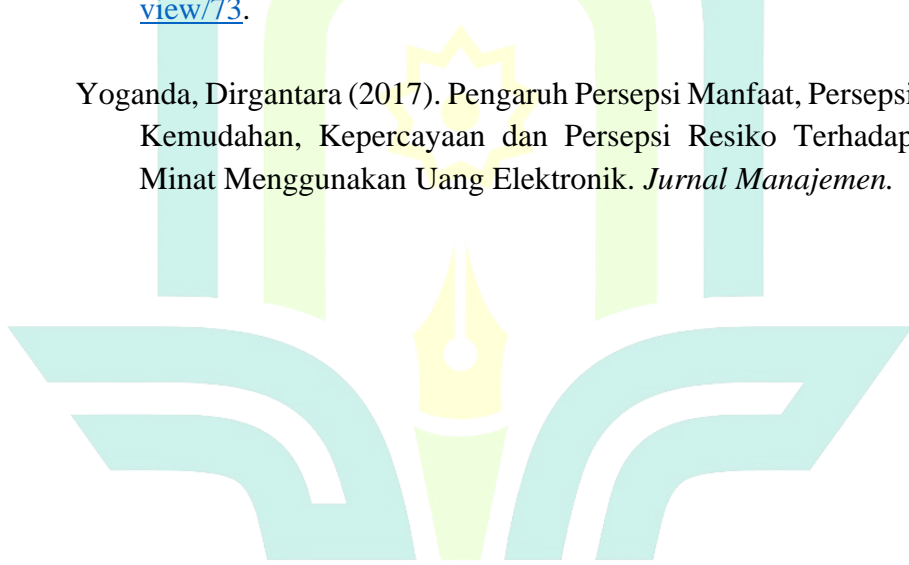 view/73.
Yoganda, Dirgantara (2017). Pengaruh Persepsi Manfaat, Persepsi
Kemudahan, Kepercayaan dan Persepsi Resiko Terhadap
Minat Menggunakan Uang Elektronik. Jurnal Manajemen.